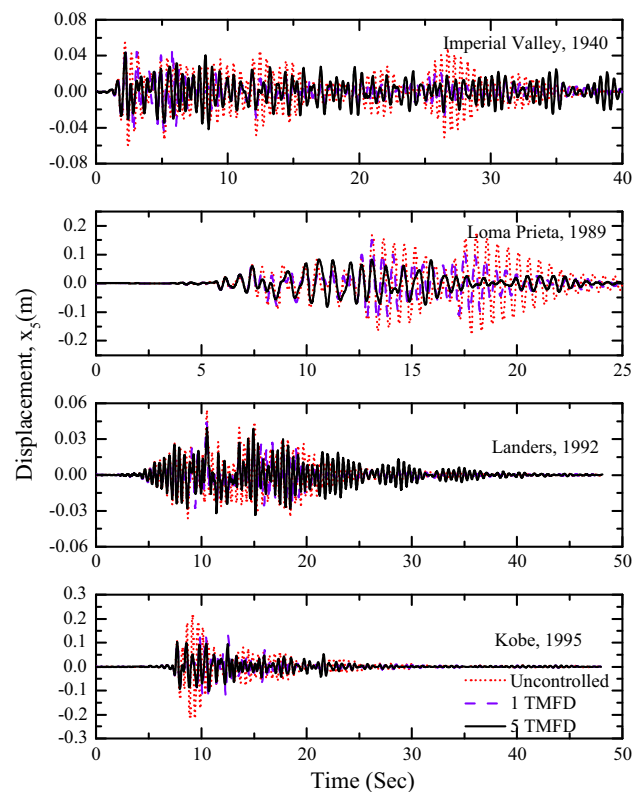 0.08
0.04
0.00
-0.04
-0.08
Imperial Valley, 1940
0 10 20 30 40
0.2
0.1
0.0
-0.1
-0.2
Loma Prieta, 1989
0 5 10 15 20 25
Displacement, x5(m)
0.06
0.03
0.00
-0.03
-0.06
Landers, 1992
0 10 20 30 40 50
0.3
0.2
0.1
0.0
-0.1
-0.2
-0.3
Kobe, 1995
Uncontrolled
1 TMFD
5 TMFD
0 10 20 30 40 50
Time (Sec)